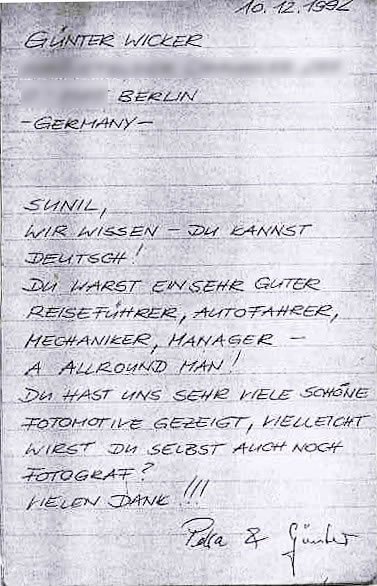 10.12.1992
GÜNTER WICKER
BERLIN
-GERMANY-
SUNIL,
WIR WISSEN - DU KANNST
DEUTSCH!
DU WARST EIN SEHR GUTER
REISEFÜHRER, AUTOFAHRER,
MECHANIKER, MANAGER -
A ALLROUND MAN!
DU HAST UNS SEHR VIELE SCHÖNE
FOTOMOTIVE GEZEIGT, VIELLEICHT
WIRST DU SELBST AUCH NOCH
FOTOGRAF?
VIELEN DANK!!!
Petra & Günter